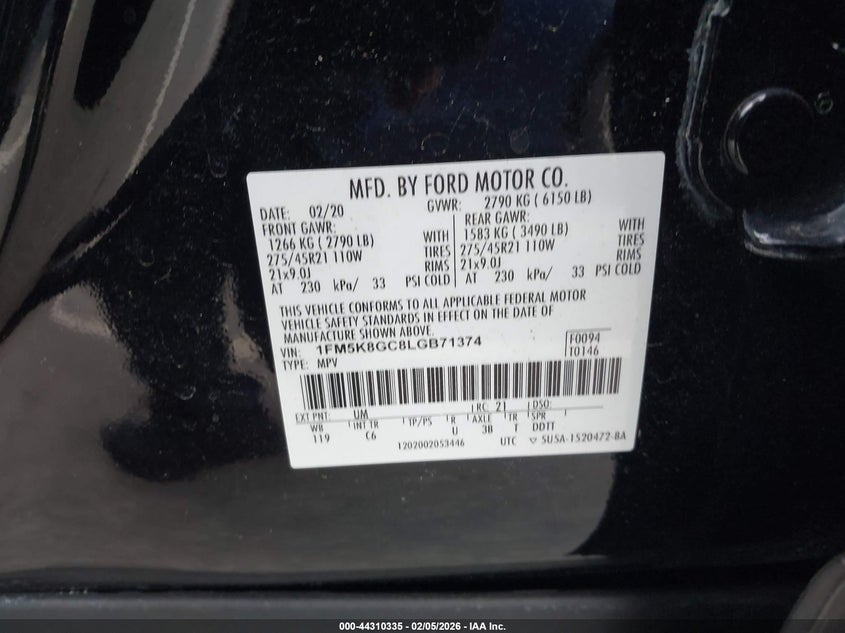 MFD. BY FORD MOTOR CO.
DATE: 02/20 GVWR: 2790 KG ( 6150 LB)
FRONT GAWR: REAR GAWR:
1266 KG ( 2790 LB) WITH 1583 KG ( 3490 LB) WITH
275/45R21 110W TIRES 275/45R21 110W TIRES
21x9.0J RIMS 21x9.0J RIMS
AT 230 kPa/ 33 PSI COLD AT 230 kPa/ 33 PSI COLD
THIS VEHICLE CONFORMS TO ALL APPLICABLE FEDERAL MOTOR
VEHICLE SAFETY STANDARDS IN EFFECT ON THE DATE OF
MANUFACTURE SHOWN ABOVE.
VIN: 1FM5K8GC8LGB71374 F0094
TYPE: MPV T0146
EXT PNT: UM RC: 21 DSO:
WB INT TR TP/PS R AXLE TR SPR
119 C6 U 3B T DDTT
1202002053446 UTC ▽ SU5A-1520472-BA
000-44310335 - 02/05/2026 - IAA Inc.